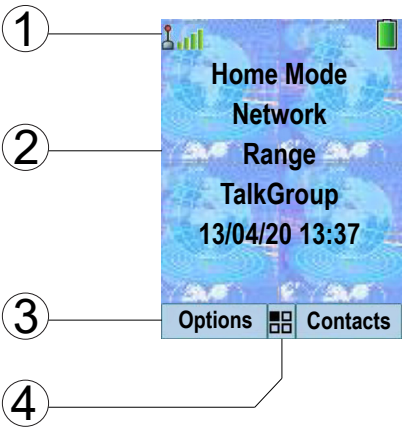 1
Home Mode
Network
2
Range
TalkGroup
13/04/20 13:37
3
Options Contacts
4